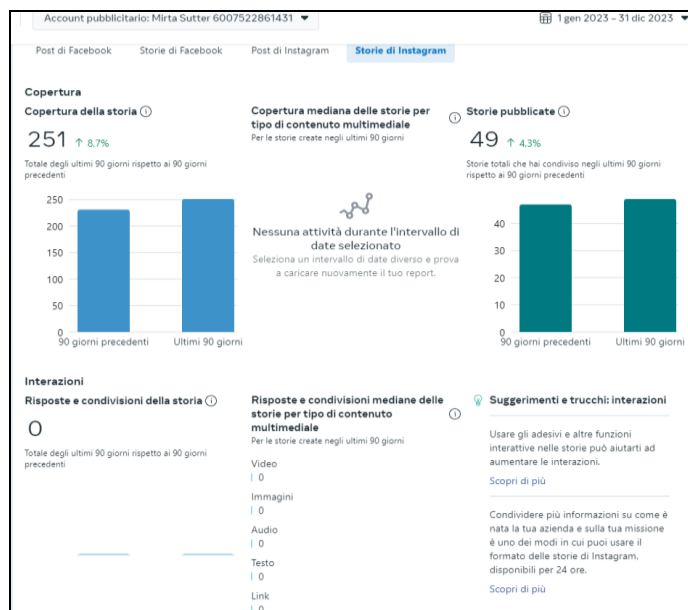 Account pubblicitario: Mirta Sutter 6007522861431
1 gen 2023 – 31 dic 2023
Post di Facebook
Storie di Facebook
Post di Instagram
Storie di Instagram
Copertura
Copertura della storia
251 ↑ 8.7%
Totale degli ultimi 90 giorni rispetto ai 90 giorni
precedenti
250
200
150
100
50
0
90 giorni precedenti
Ultimi 90 giorni
Copertura mediana delle storie per
tipo di contenuto multimediale
Per le storie create negli ultimi 90 giorni
Nessuna attività durante l'intervallo di
date selezionato
Seleziona un intervallo di date diverso e prova
a caricare nuovamente il tuo report.
Storie pubblicate
49 ↑ 4.3%
Storie totali che hai condiviso negli ultimi 90 giorni
rispetto ai 90 giorni precedenti
40
30
20
10
0
90 giorni precedenti
Ultimi 90 giorni
Interazioni
Risposte e condivisioni della storia
0
Totale degli ultimi 90 giorni rispetto ai 90 giorni
precedenti
Risposte e condivisioni mediane delle
storie per tipo di contenuto
multimediale
Per le storie create negli ultimi 90 giorni
Video
0
Immagini
0
Audio
0
Testo
0
Link
0
Suggerimenti e trucchi: interazioni
Usare gli adesivi e altre funzioni
interattive nelle storie può aiutarti ad
aumentare le interazioni.
Scopri di più
Condividere più informazioni su come è
nata la tua azienda e sulla tua missione
è uno dei modi in cui puoi usare il
formato delle storie di Instagram,
disponibili per 24 ore.
Scopri di più